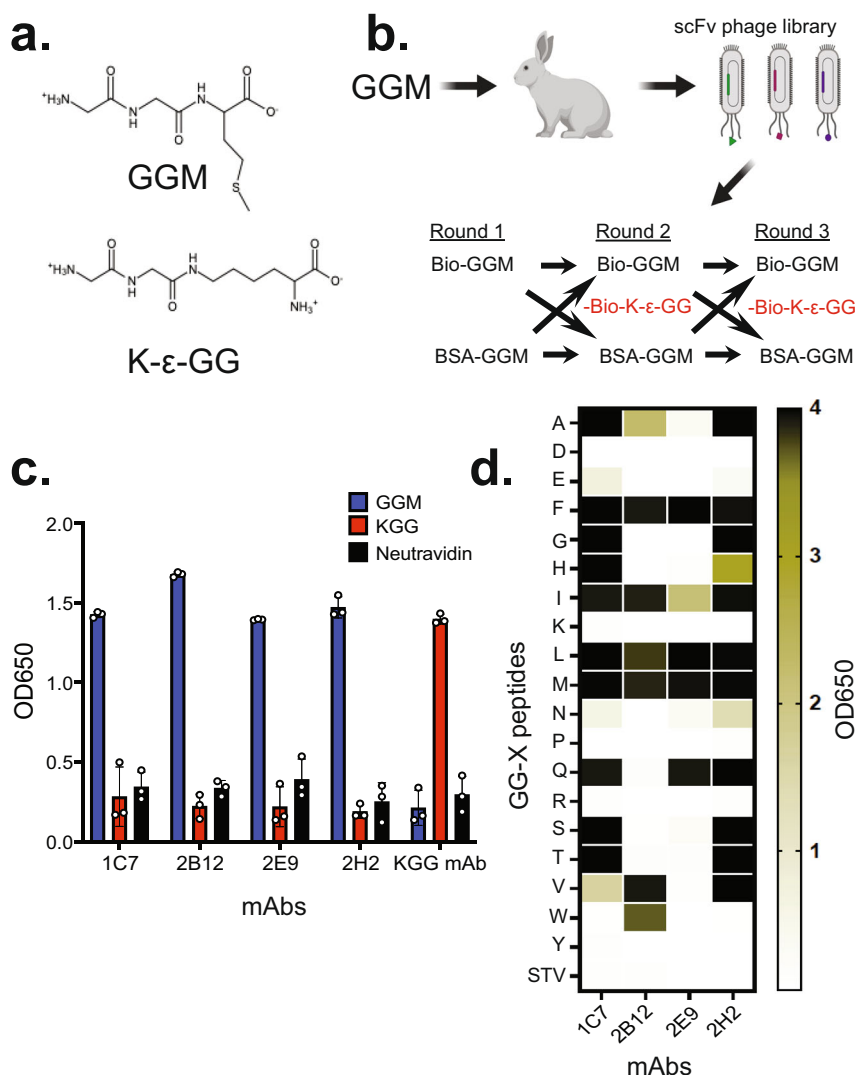 a.
O
O
H
N
O-
+H3N
N
H
O
O
S
GGM
O
H
N
O
+H3N
N
H
O
O-
NH3+
K-ε-GG
b.
scFv phage library
GGM
Round 1 Round 2 Round 3
Bio-GGM Bio-GGM Bio-GGM
-Bio-K-ε-GG -Bio-K-ε-GG
BSA-GGM BSA-GGM BSA-GGM
c.
GGM
KGG
Neutravidin
2.0
1.5
1.0
0.5
0.0
OD650
1C7 2B12 2E9 2H2 KGG mAb
mAbs
d.
A
D
E
F
G
H
I
K
L
M
N
P
Q
R
S
T
V
W
Y
STV
GG-X peptides
1C7 2B12 2E9 2H2
mAbs
4
3
2
1
OD650